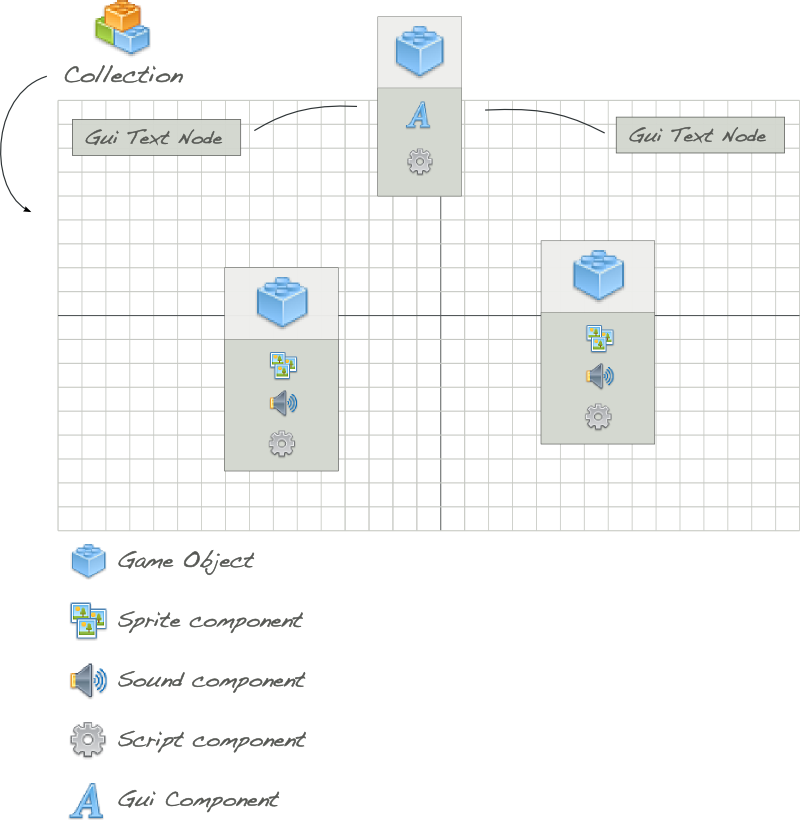 Collection
Gui Text Node
Gui Text Node
Game Object
Sprite component
Sound component
Script component
Gui Component